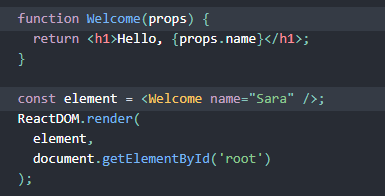 function Welcome(props) {
  return <h1>Hello, {props.name}</h1>;
}

const element = <Welcome name="Sara" />;
ReactDOM.render(
  element,
  document.getElementById('root')
);